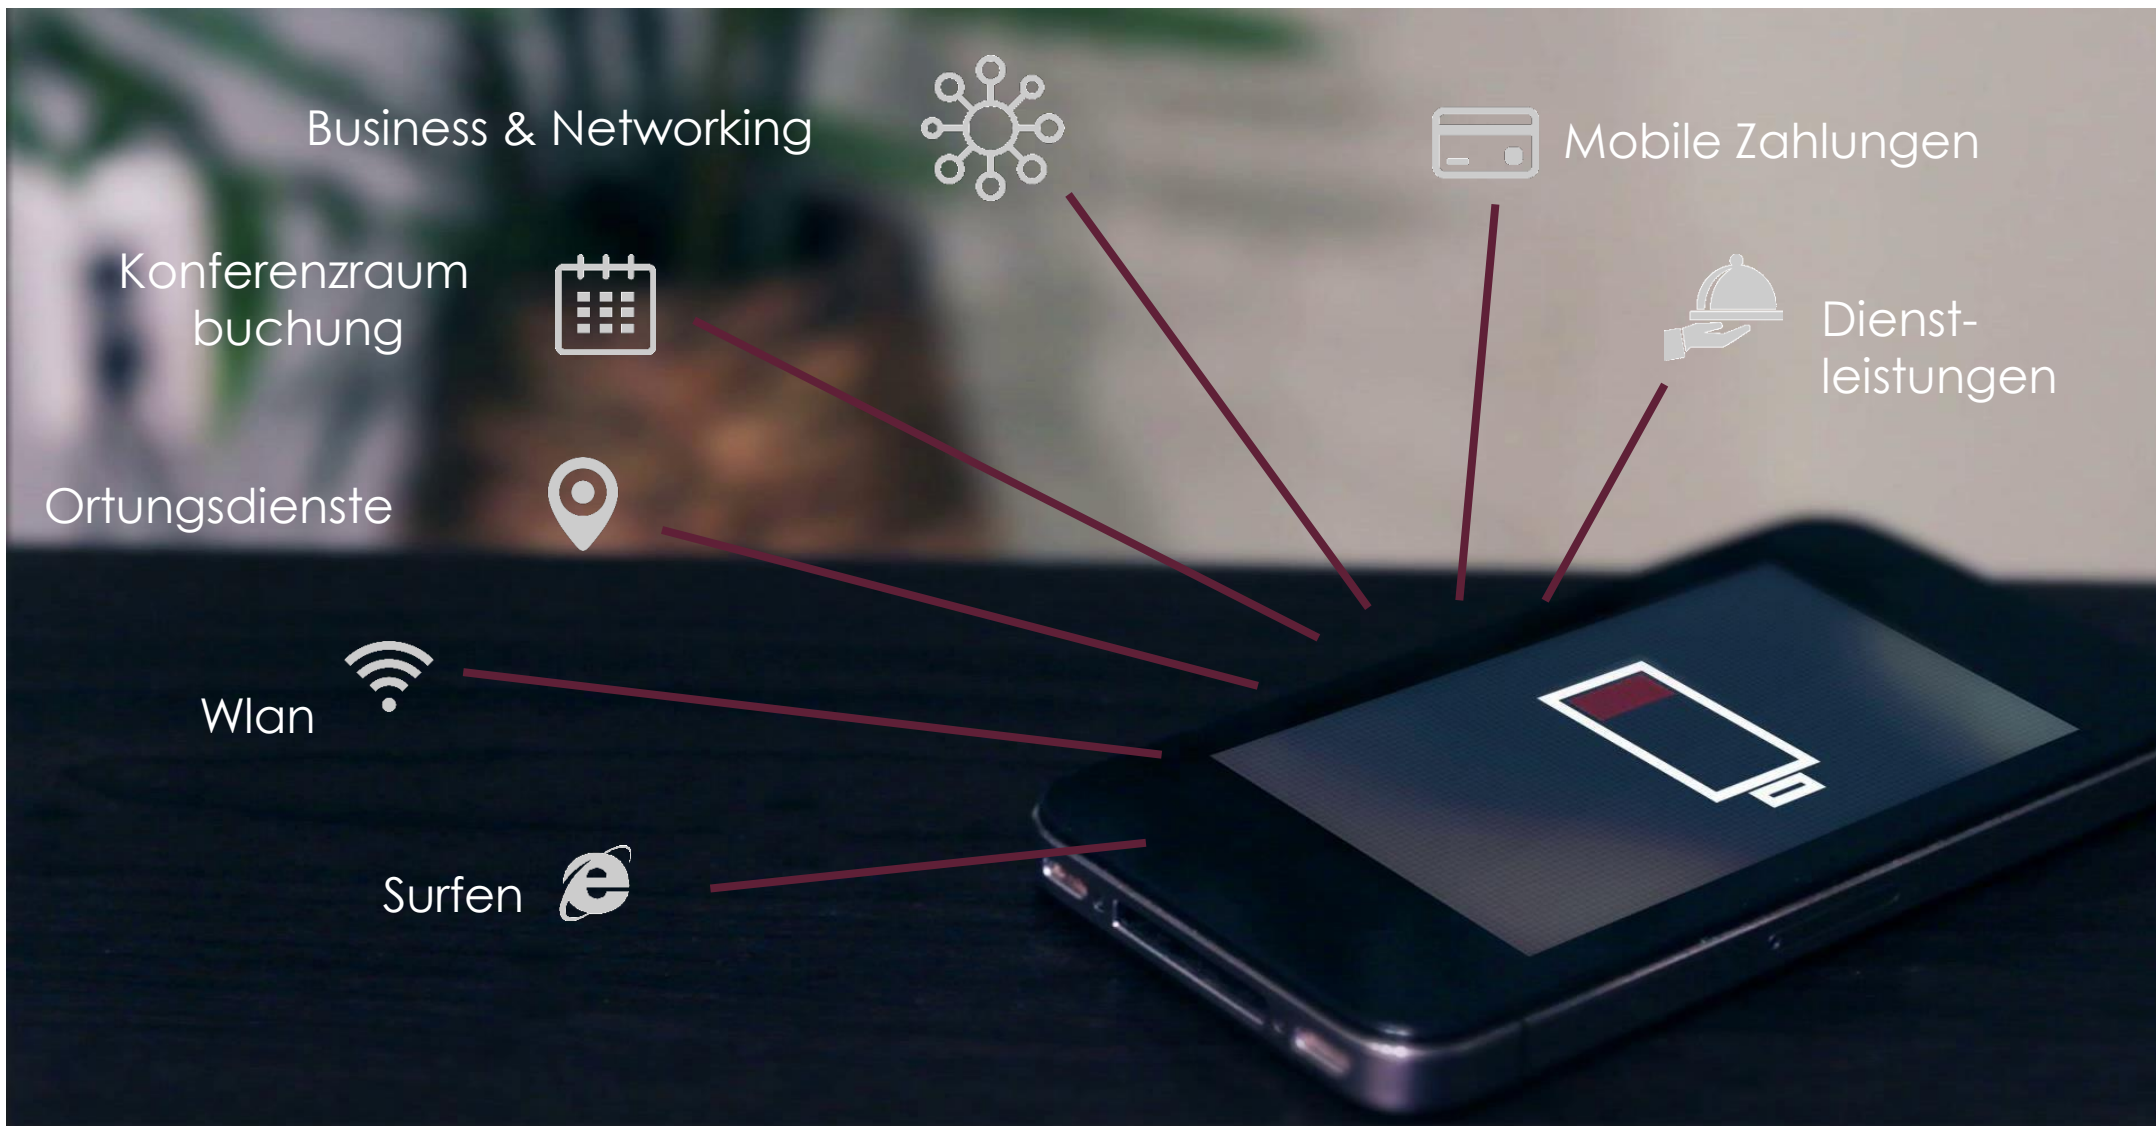 Business & Networking
Mobile Zahlungen
Konferenzraum
buchung
Dienst-
leistungen
Ortungsdienste
Wlan
Surfen